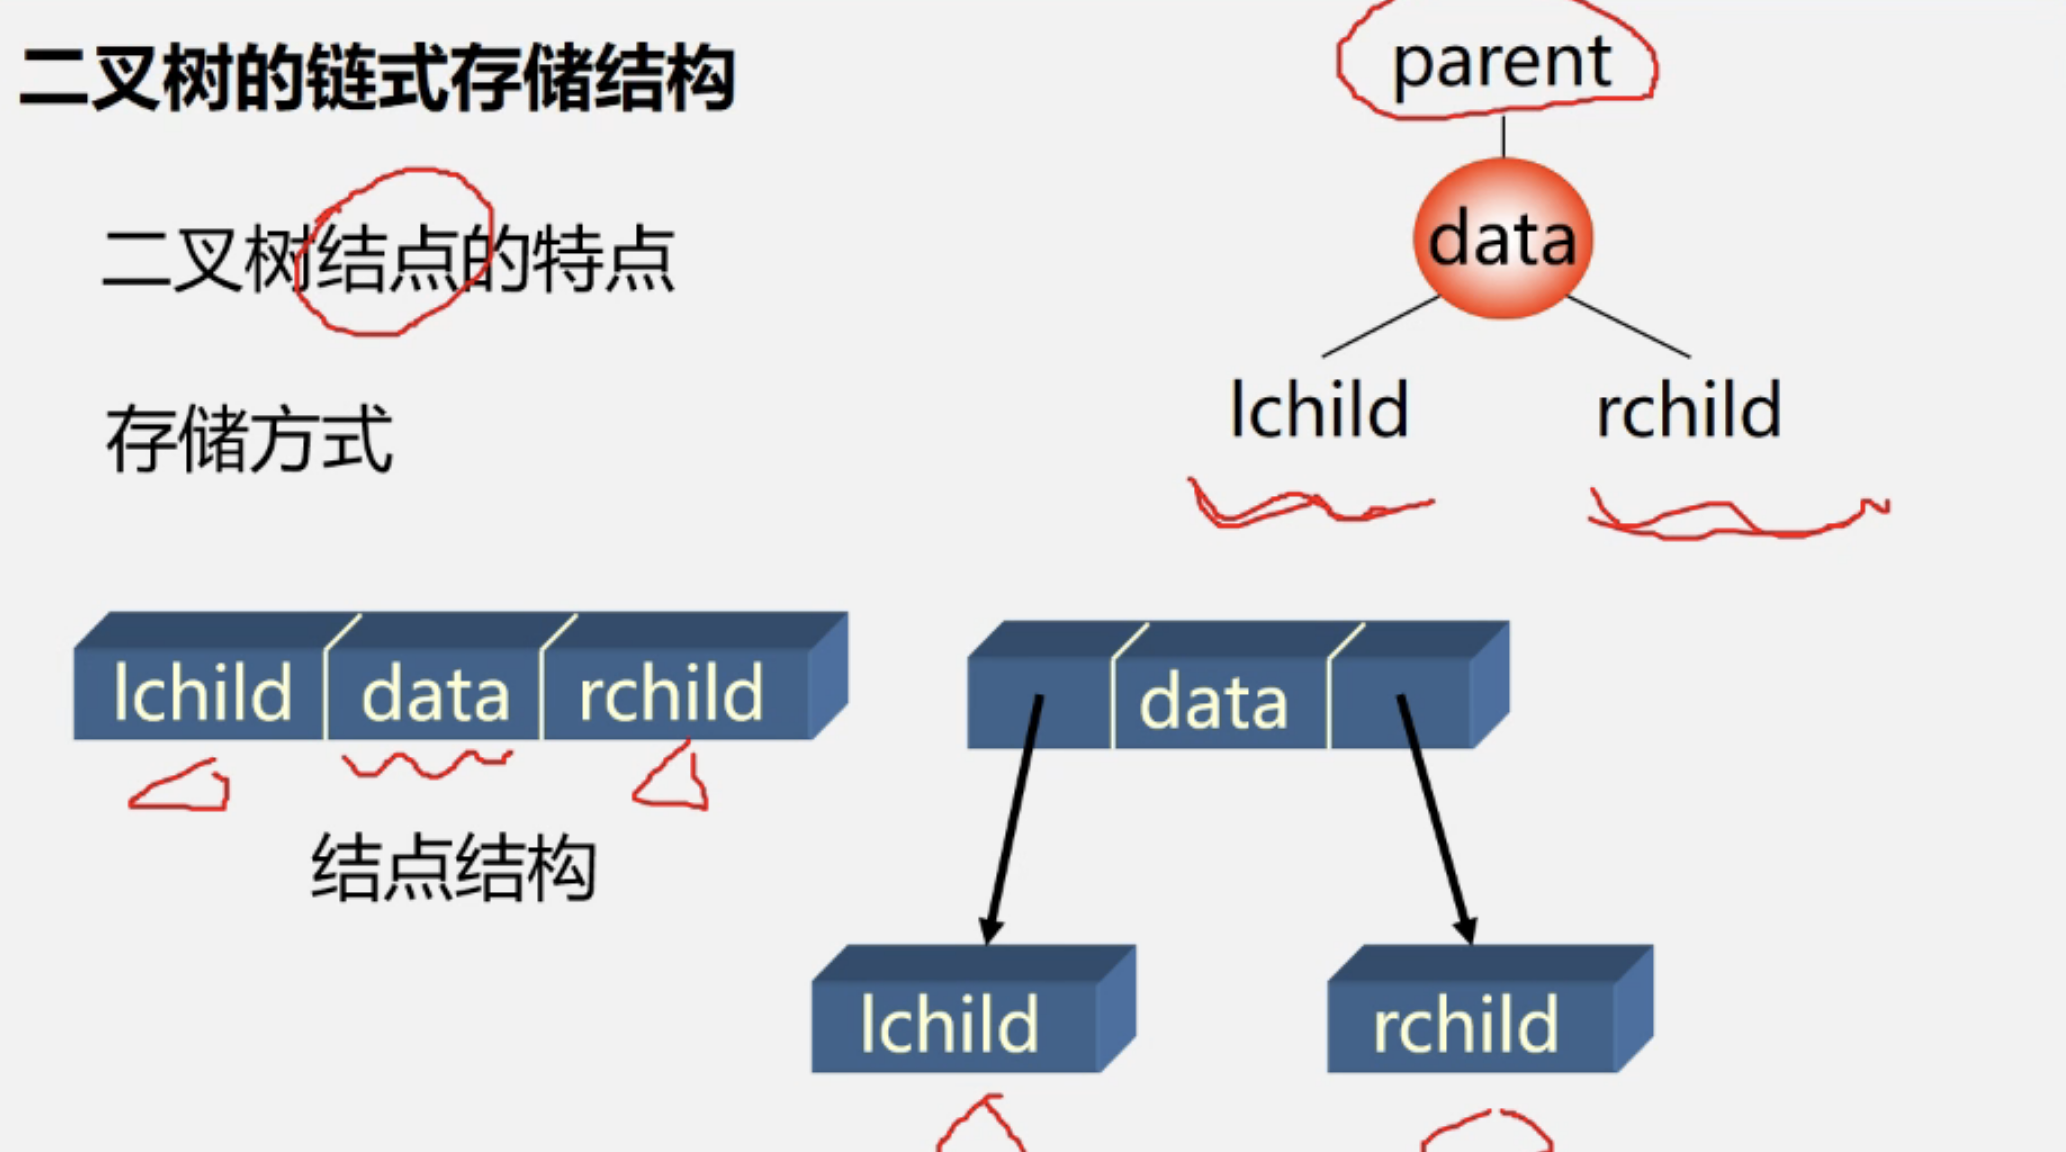 二叉树的链式存储结构
parent
data
二叉树结点的特点
lchild rchild
存储方式
lchild data rchild
data
结点结构
lchild
rchild